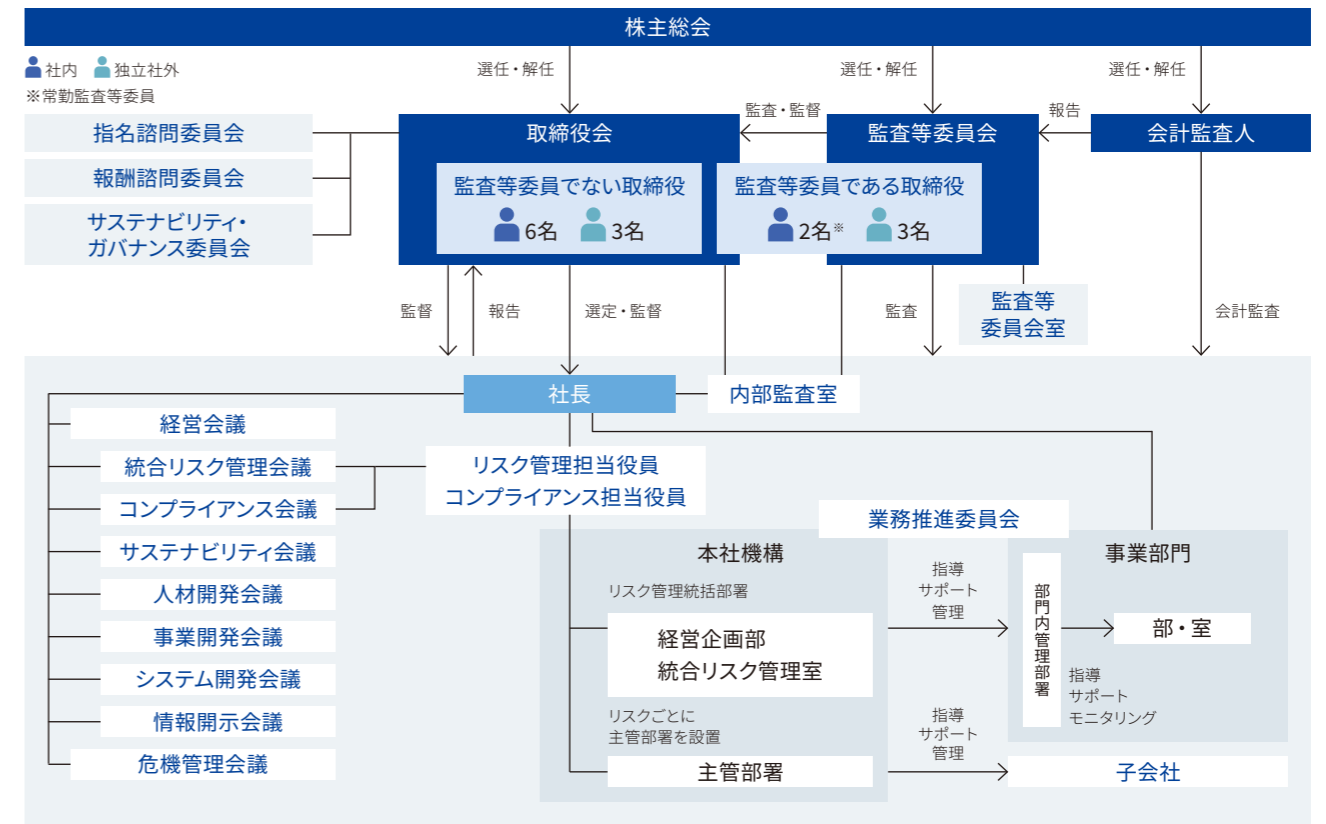 株主総会
社内
独立社外
※常勤監査等委員
選任・解任
選任・解任
選任・解任
指名諮問委員会
報酬諮問委員会
サステナビリティ・
ガバナンス委員会
取締役会
監査・監督
監査等委員会
報告
会計監査人
監査等委員でない取締役
6名
3名
監査等委員である取締役
2名※
3名
監督
報告
選定・監督
監査
監査等
委員会室
会計監査
社長
内部監査室
経営会議
統合リスク管理会議
コンプライアンス会議
サステナビリティ会議
人材開発会議
事業開発会議
システム開発会議
情報開示会議
危機管理会議
リスク管理担当役員
コンプライアンス担当役員
業務推進委員会
本社機構
リスク管理統括部署
経営企画部
統合リスク管理室
リスクごとに
主管部署を設置
主管部署
指導
サポート
管理
指導
サポート
管理
事業部門
部門内管理部署
部・室
指導
サポート
モニタリング
子会社